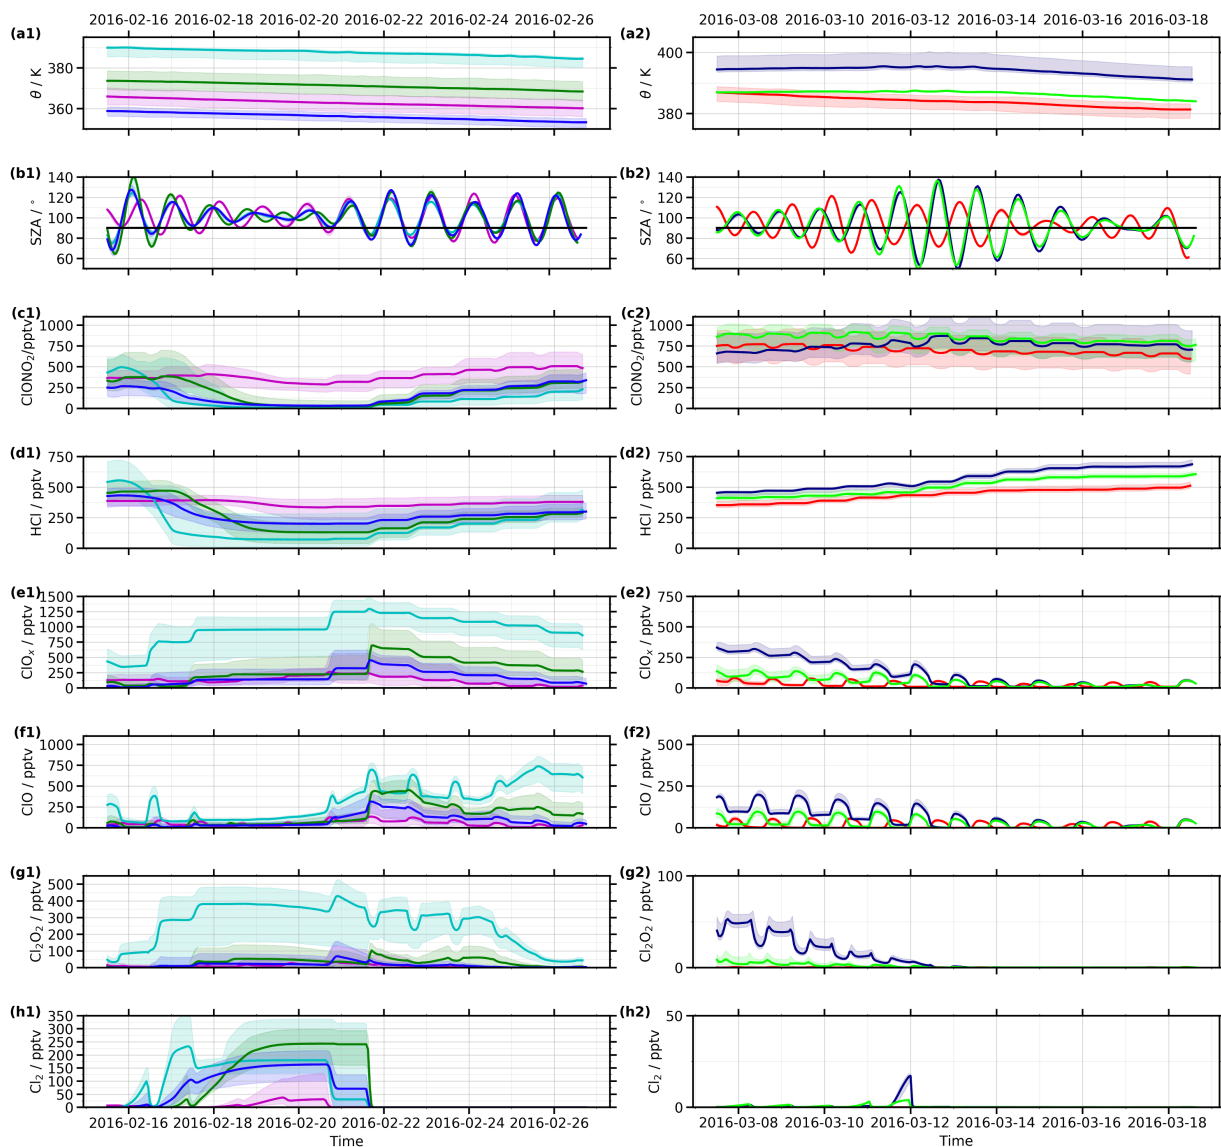 2016-02-16 2016-02-18 2016-02-20 2016-02-22 2016-02-24 2016-02-26
2016-03-08 2016-03-10 2016-03-12 2016-03-14 2016-03-16 2016-03-18
(a1)
380
360
θ / K
(a2)
400
380
θ / K
(b1)
140
120
100
80
60
SZA / °
(b2)
140
120
100
80
60
SZA / °
(c1)
1000
750
500
250
0
ClONO₂/pptv
(c2)
1000
750
500
250
0
ClONO₂/pptv
(d1)
750
500
250
0
HCl / pptv
(d2)
750
500
250
0
HCl / pptv
(e1)
1500
1250
1000
750
500
250
0
ClOₓ / pptv
(e2)
750
500
250
0
ClOₓ / pptv
(f1)
1000
750
500
250
0
ClO / pptv
(f2)
500
250
0
ClO / pptv
(g1)
500
400
300
200
100
0
Cl₂O₂ / pptv
(g2)
100
50
0
Cl₂O₂ / pptv
(h1)
350
300
250
200
150
100
50
0
Cl₂ / pptv
(h2)
50
0
Cl₂ / pptv
2016-02-16 2016-02-18 2016-02-20 2016-02-22 2016-02-24 2016-02-26
Time
2016-03-08 2016-03-10 2016-03-12 2016-03-14 2016-03-16 2016-03-18
Time